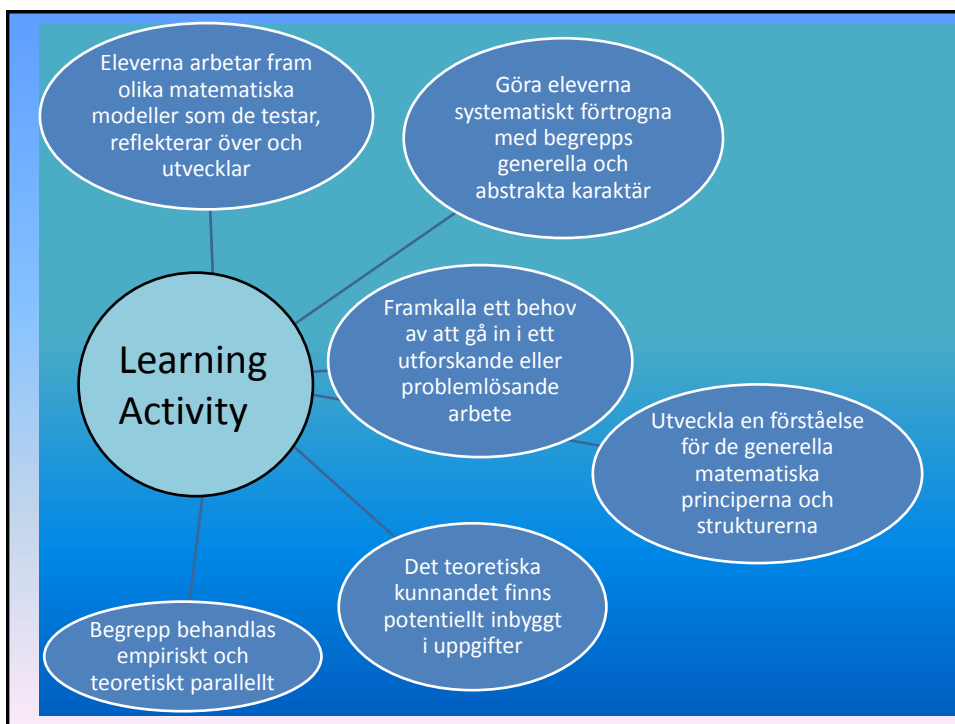 Eleverna arbetar fram
olika matematiska
modeller som de testar,
reflekterar över och
utvecklar
Göra eleverna
systematiskt förtrogna
med begrepps
generella och
abstrakta karaktär
Learning
Activity
Framkalla ett behov
av att gå in i ett
utforskande eller
problemlösande
arbete
Utveckla en förståelse
för de generella
matematiska
principerna och
strukturerna
Det teoretiska
kunnandet finns
potentiellt inbyggt
i uppgifter
Begrepp behandlas
empiriskt och
teoretiskt parallellt